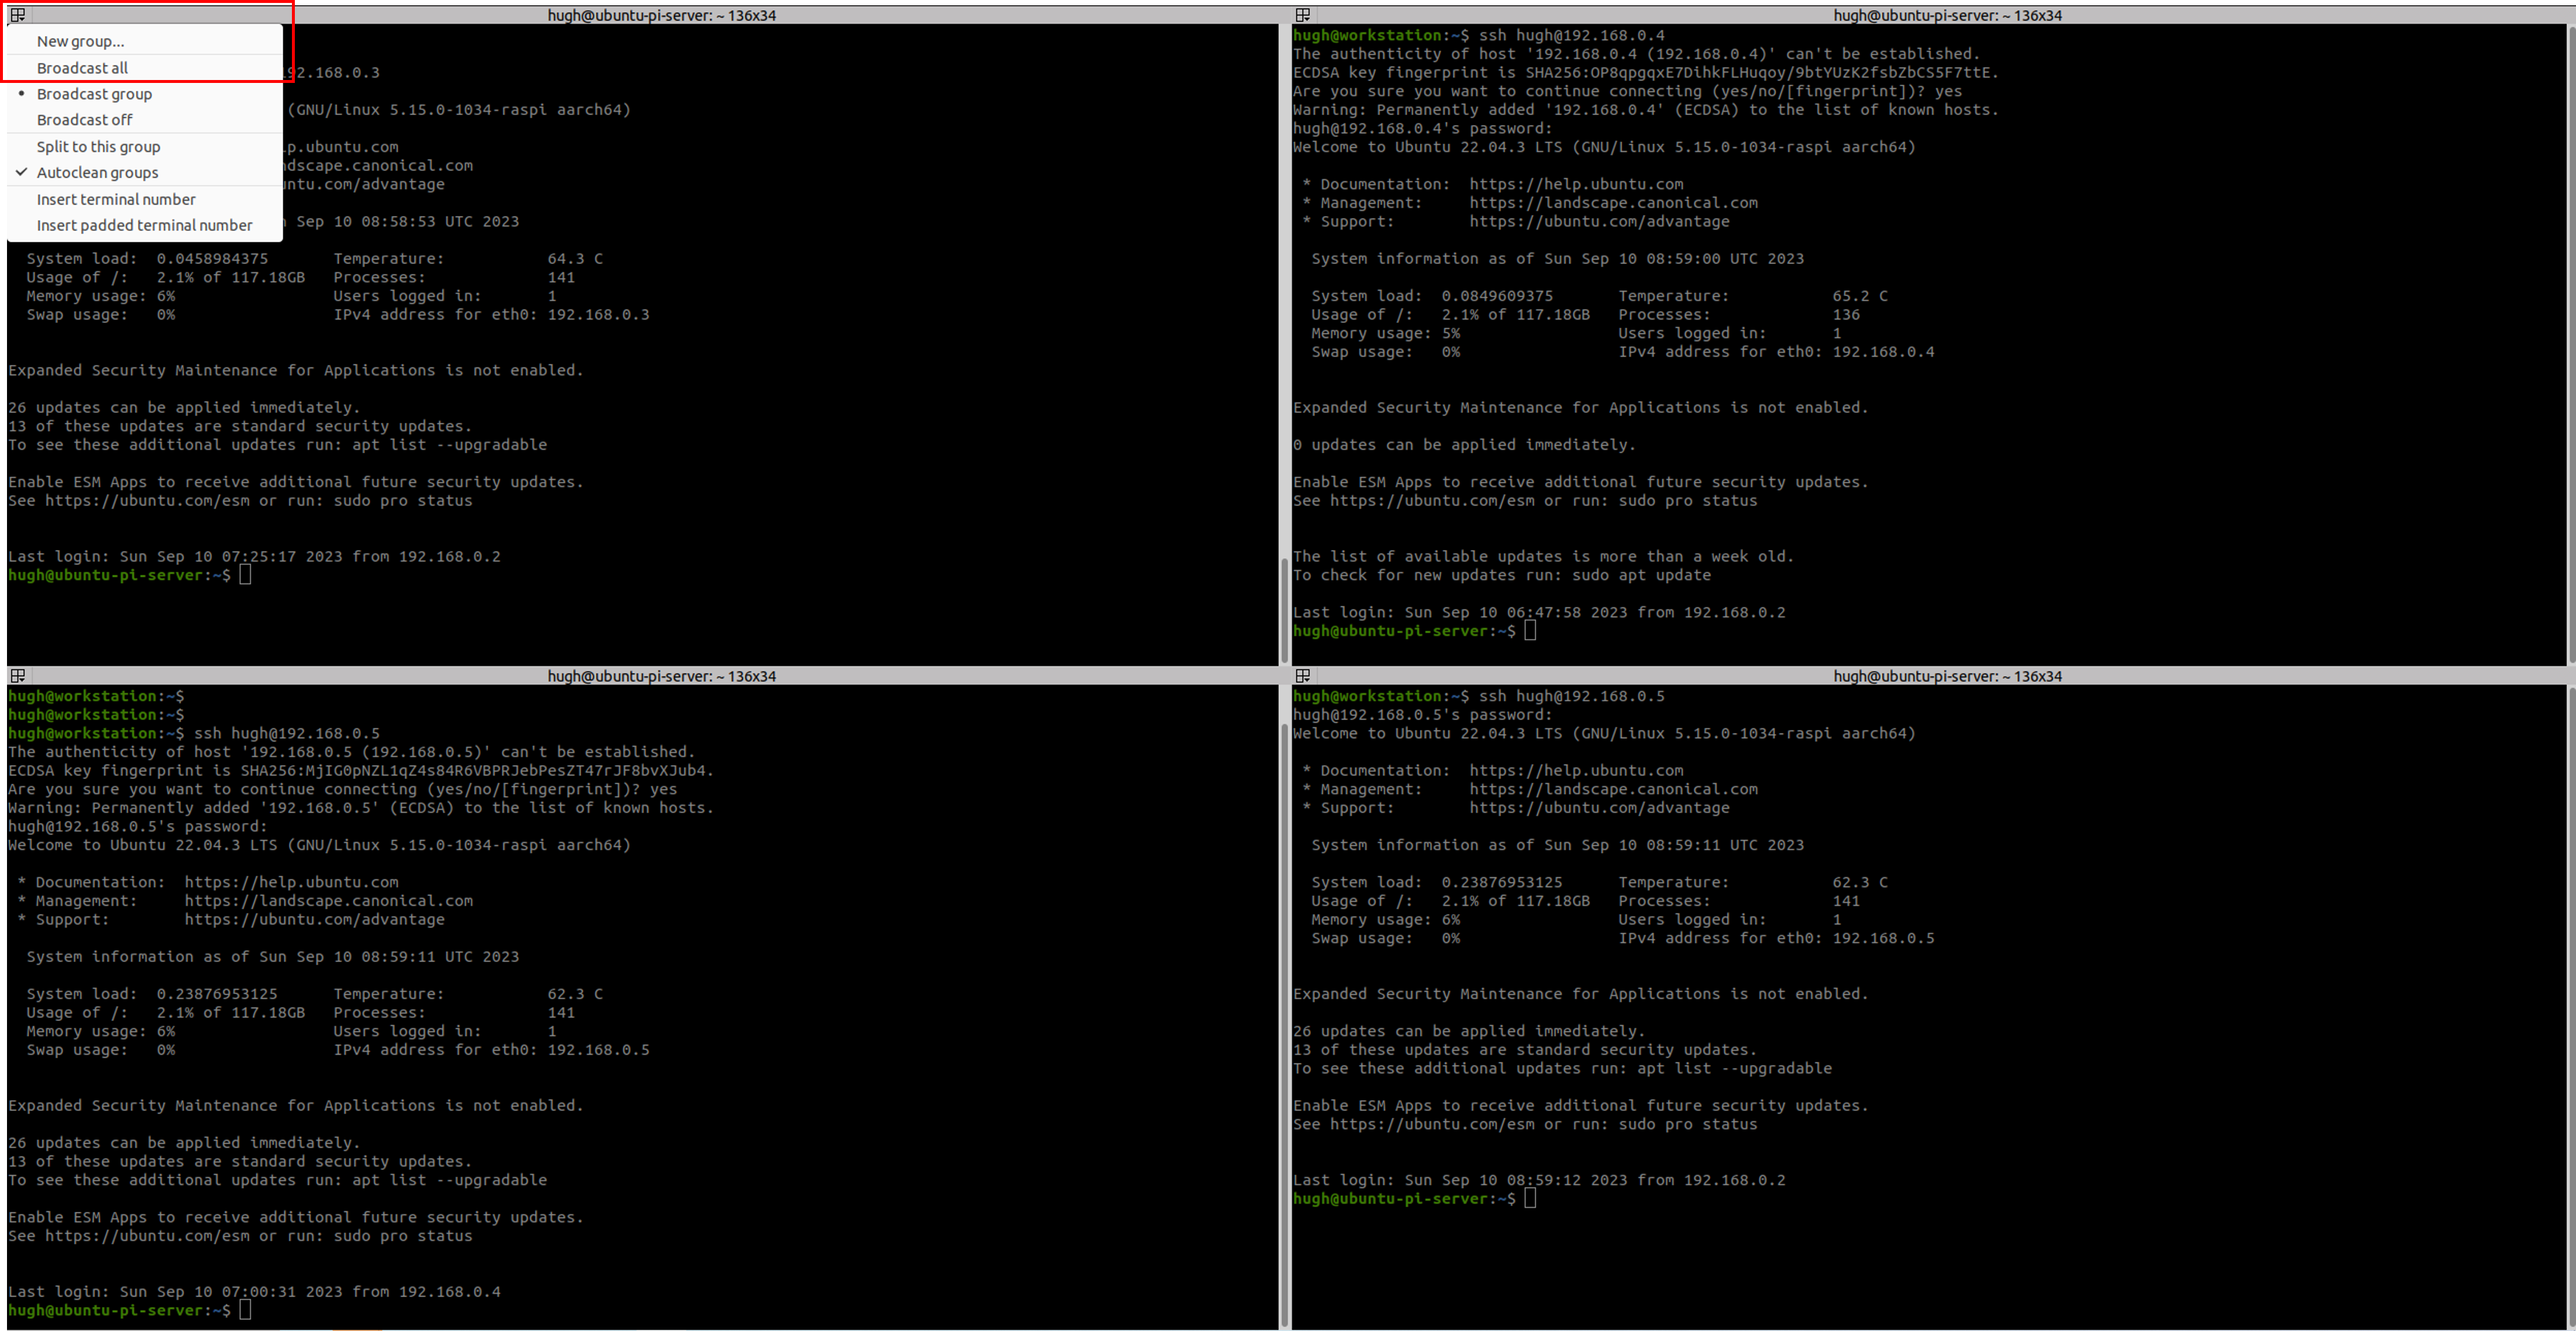 hugh@ubuntu-pi-server: ~ 136x34
New group...
Broadcast all
Broadcast group
Broadcast off
Split to this group
Autoclean groups
Insert terminal number
Insert padded terminal number
92.168.0.3
(GNU/Linux 5.15.0-1034-raspi aarch64)
lp.ubuntu.com
ndscape.canonical.com
untu.com/advantage
Sep 10 08:58:53 UTC 2023
System load:  0.0458984375       Temperature:           64.3 C
Usage of /:   2.1% of 117.18GB   Processes:             141
Memory usage: 6%                 Users logged in:       1
Swap usage:   0%                 IPv4 address for eth0: 192.168.0.3
Expanded Security Maintenance for Applications is not enabled.
26 updates can be applied immediately.
13 of these updates are standard security updates.
To see these additional updates run: apt list --upgradable
Enable ESM Apps to receive additional future security updates.
See https://ubuntu.com/esm or run: sudo pro status
Last login: Sun Sep 10 07:25:17 2023 from 192.168.0.2
hugh@ubuntu-pi-server:~$
hugh@ubuntu-pi-server: ~ 136x34
hugh@workstation:~$ ssh hugh@192.168.0.4
The authenticity of host '192.168.0.4 (192.168.0.4)' can't be established.
ECDSA key fingerprint is SHA256:OP8qpgqxE7DihkFLHuqoy/9btYUzK2fsbZbCS5F7ttE.
Are you sure you want to continue connecting (yes/no/[fingerprint])? yes
Warning: Permanently added '192.168.0.4' (ECDSA) to the list of known hosts.
hugh@192.168.0.4's password:
Welcome to Ubuntu 22.04.3 LTS (GNU/Linux 5.15.0-1034-raspi aarch64)
* Documentation:  https://help.ubuntu.com
* Management:     https://landscape.canonical.com
* Support:        https://ubuntu.com/advantage
System information as of Sun Sep 10 08:59:00 UTC 2023
System load:  0.0849609375       Temperature:           65.2 C
Usage of /:   2.1% of 117.18GB   Processes:             136
Memory usage: 5%                 Users logged in:       1
Swap usage:   0%                 IPv4 address for eth0: 192.168.0.4
Expanded Security Maintenance for Applications is not enabled.
0 updates can be applied immediately.
Enable ESM Apps to receive additional future security updates.
See https://ubuntu.com/esm or run: sudo pro status
The list of available updates is more than a week old.
To check for new updates run: sudo apt update
Last login: Sun Sep 10 06:47:58 2023 from 192.168.0.2
hugh@ubuntu-pi-server:~$
hugh@ubuntu-pi-server: ~ 136x34
hugh@workstation:~$
hugh@workstation:~$
hugh@workstation:~$ ssh hugh@192.168.0.5
The authenticity of host '192.168.0.5 (192.168.0.5)' can't be established.
ECDSA key fingerprint is SHA256:MjIG0pNZL1qZ4s84R6VBPRJebPesZT47rJF8bvXJub4.
Are you sure you want to continue connecting (yes/no/[fingerprint])? yes
Warning: Permanently added '192.168.0.5' (ECDSA) to the list of known hosts.
hugh@192.168.0.5's password:
Welcome to Ubuntu 22.04.3 LTS (GNU/Linux 5.15.0-1034-raspi aarch64)
* Documentation:  https://help.ubuntu.com
* Management:     https://landscape.canonical.com
* Support:        https://ubuntu.com/advantage
System information as of Sun Sep 10 08:59:11 UTC 2023
System load:  0.23876953125      Temperature:           62.3 C
Usage of /:   2.1% of 117.18GB   Processes:             141
Memory usage: 6%                 Users logged in:       1
Swap usage:   0%                 IPv4 address for eth0: 192.168.0.5
Expanded Security Maintenance for Applications is not enabled.
26 updates can be applied immediately.
13 of these updates are standard security updates.
To see these additional updates run: apt list --upgradable
Enable ESM Apps to receive additional future security updates.
See https://ubuntu.com/esm or run: sudo pro status
Last login: Sun Sep 10 07:00:31 2023 from 192.168.0.4
hugh@ubuntu-pi-server:~$
hugh@ubuntu-pi-server: ~ 136x34
hugh@workstation:~$ ssh hugh@192.168.0.5
hugh@192.168.0.5's password:
Welcome to Ubuntu 22.04.3 LTS (GNU/Linux 5.15.0-1034-raspi aarch64)
* Documentation:  https://help.ubuntu.com
* Management:     https://landscape.canonical.com
* Support:        https://ubuntu.com/advantage
System information as of Sun Sep 10 08:59:11 UTC 2023
System load:  0.23876953125      Temperature:           62.3 C
Usage of /:   2.1% of 117.18GB   Processes:             141
Memory usage: 6%                 Users logged in:       1
Swap usage:   0%                 IPv4 address for eth0: 192.168.0.5
Expanded Security Maintenance for Applications is not enabled.
26 updates can be applied immediately.
13 of these updates are standard security updates.
To see these additional updates run: apt list --upgradable
Enable ESM Apps to receive additional future security updates.
See https://ubuntu.com/esm or run: sudo pro status
Last login: Sun Sep 10 08:59:12 2023 from 192.168.0.2
hugh@ubuntu-pi-server:~$